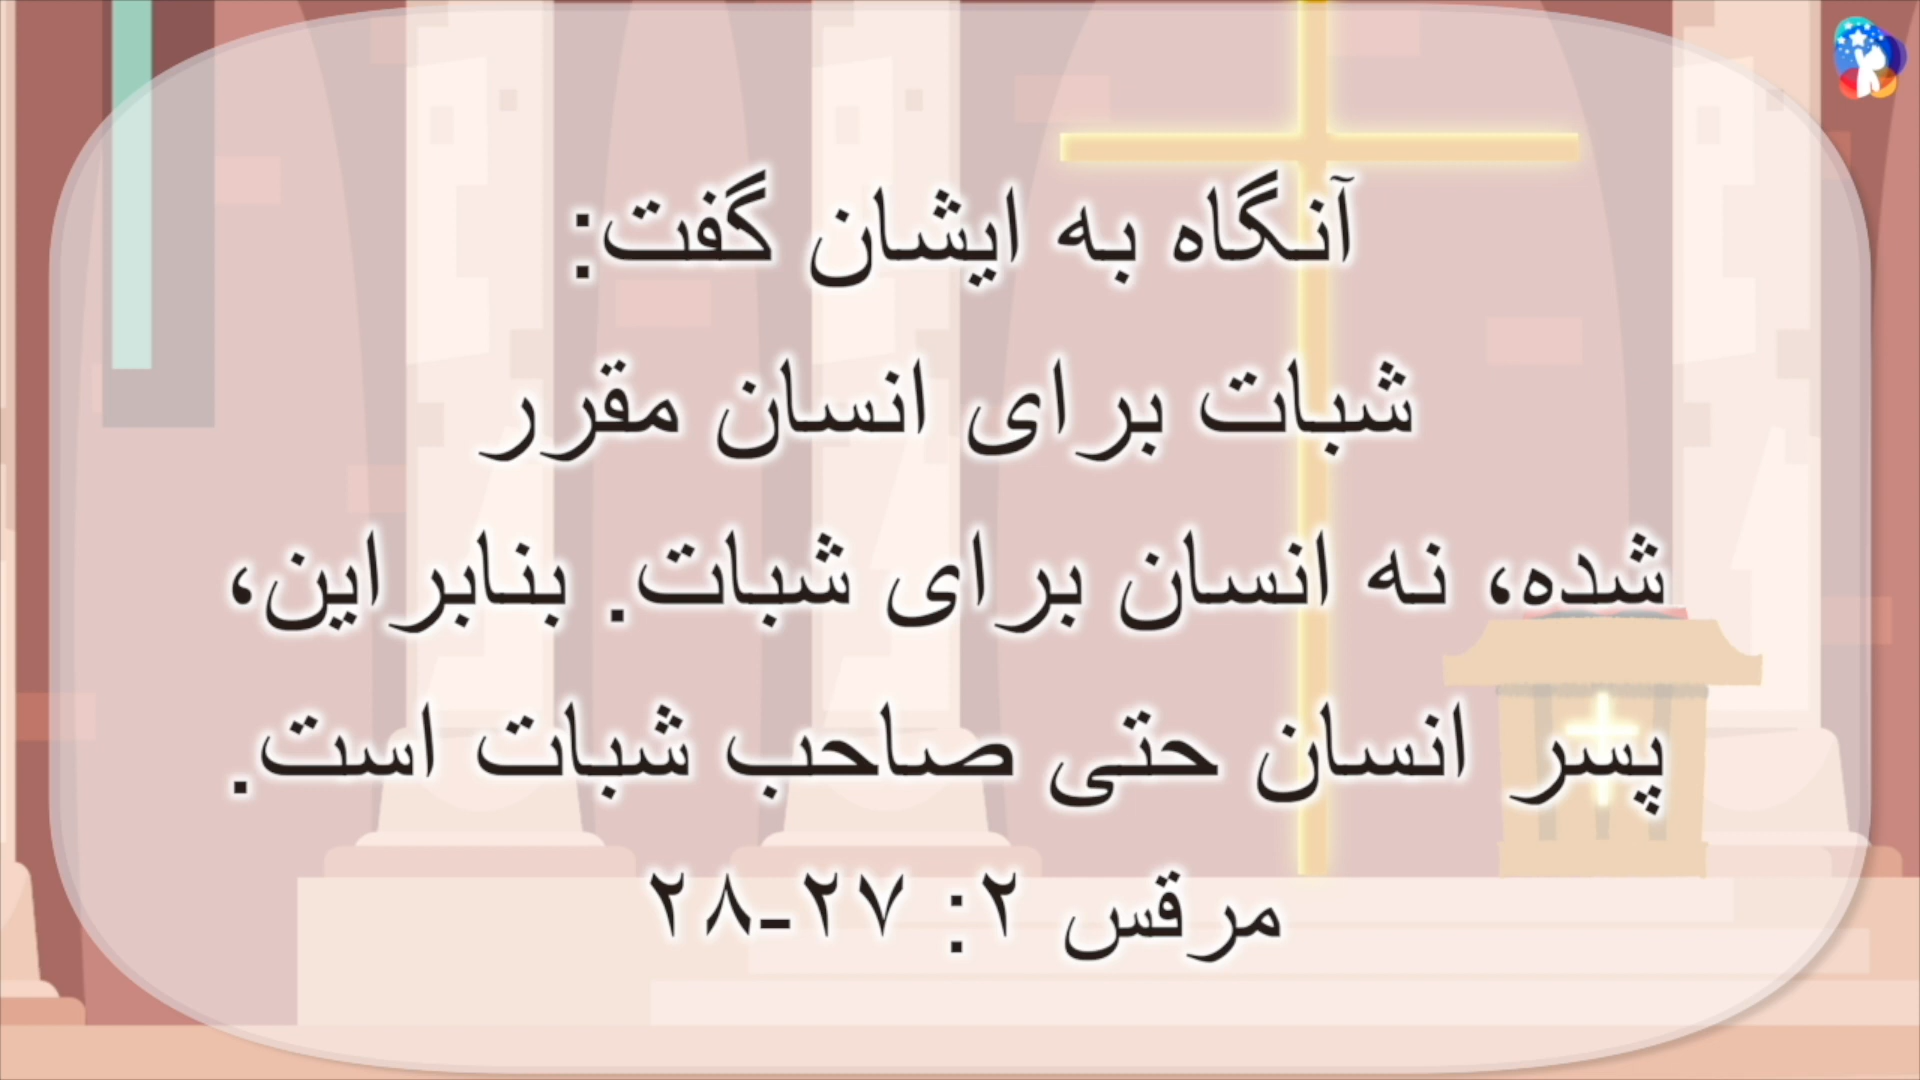 آنگاه به ایشان گفت:
شبات برای انسان مقرر
شده، نه انسان برای شبات. بنابراین،
پسر انسان حتی صاحب شبات است.
مرقس ۲: ۲۷-۲۸